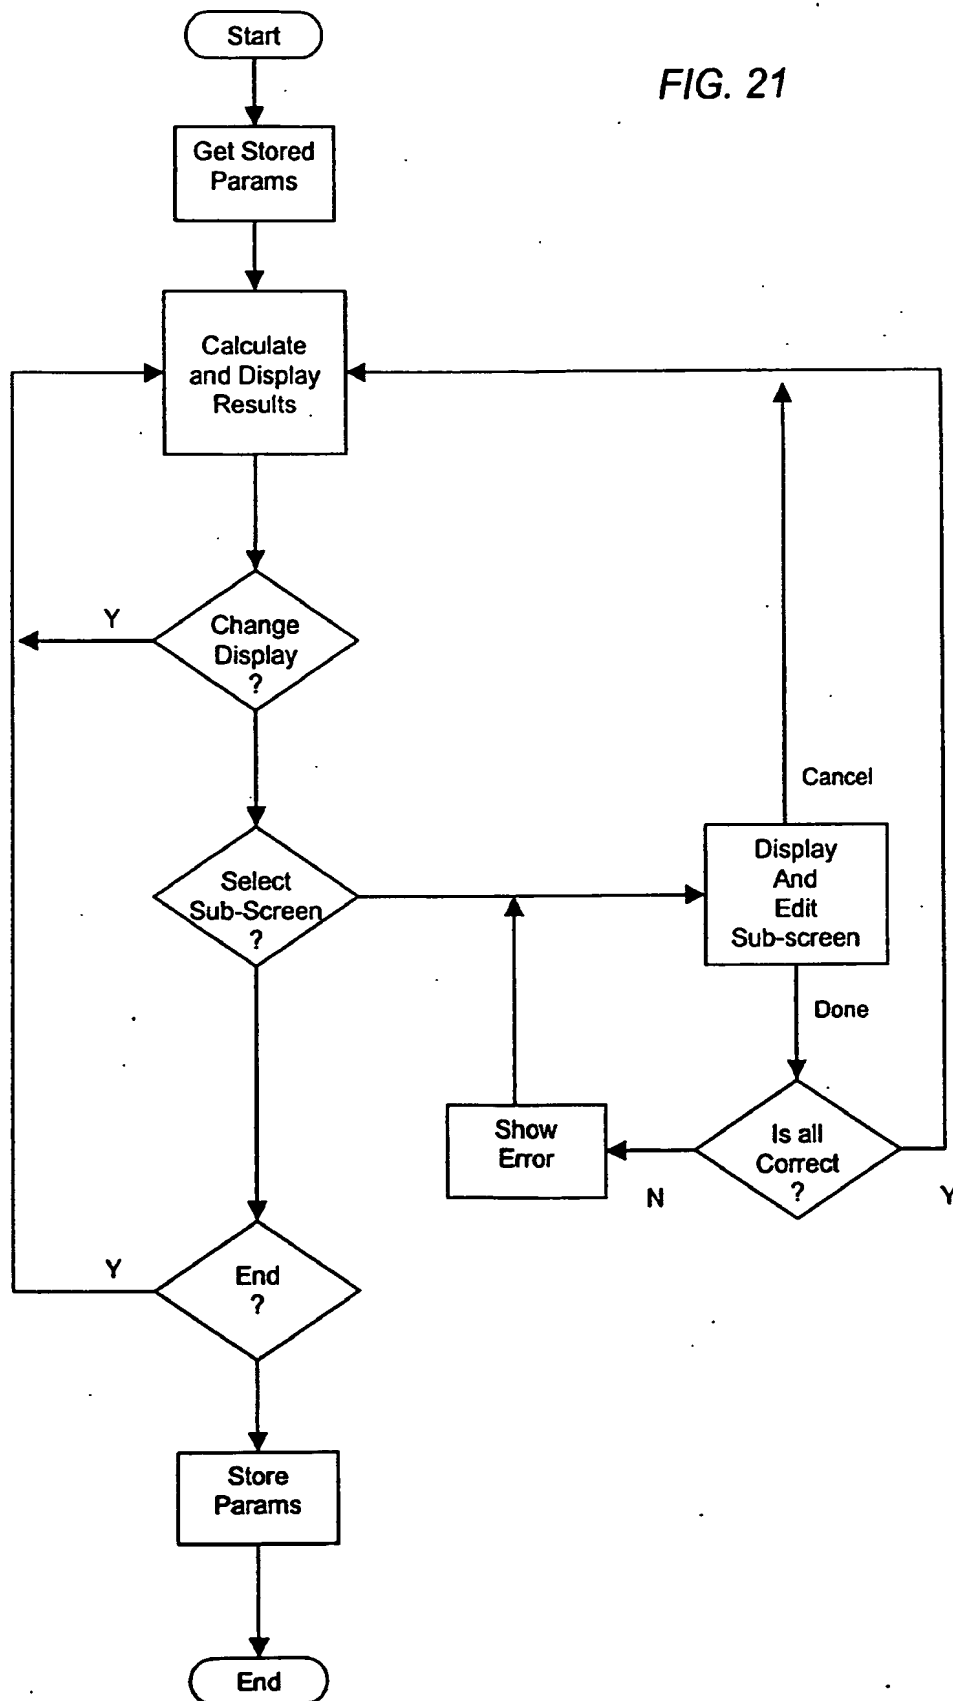 Start
FIG. 21
Get Stored
Params
Calculate
and Display
Results
Y
Change
Display
?
Cancel
Select
Sub-Screen
?
Display
And
Edit
Sub-screen
Done
Show
Error
N
Is all
Correct
?
Y
Y
End
?
Store
Params
End